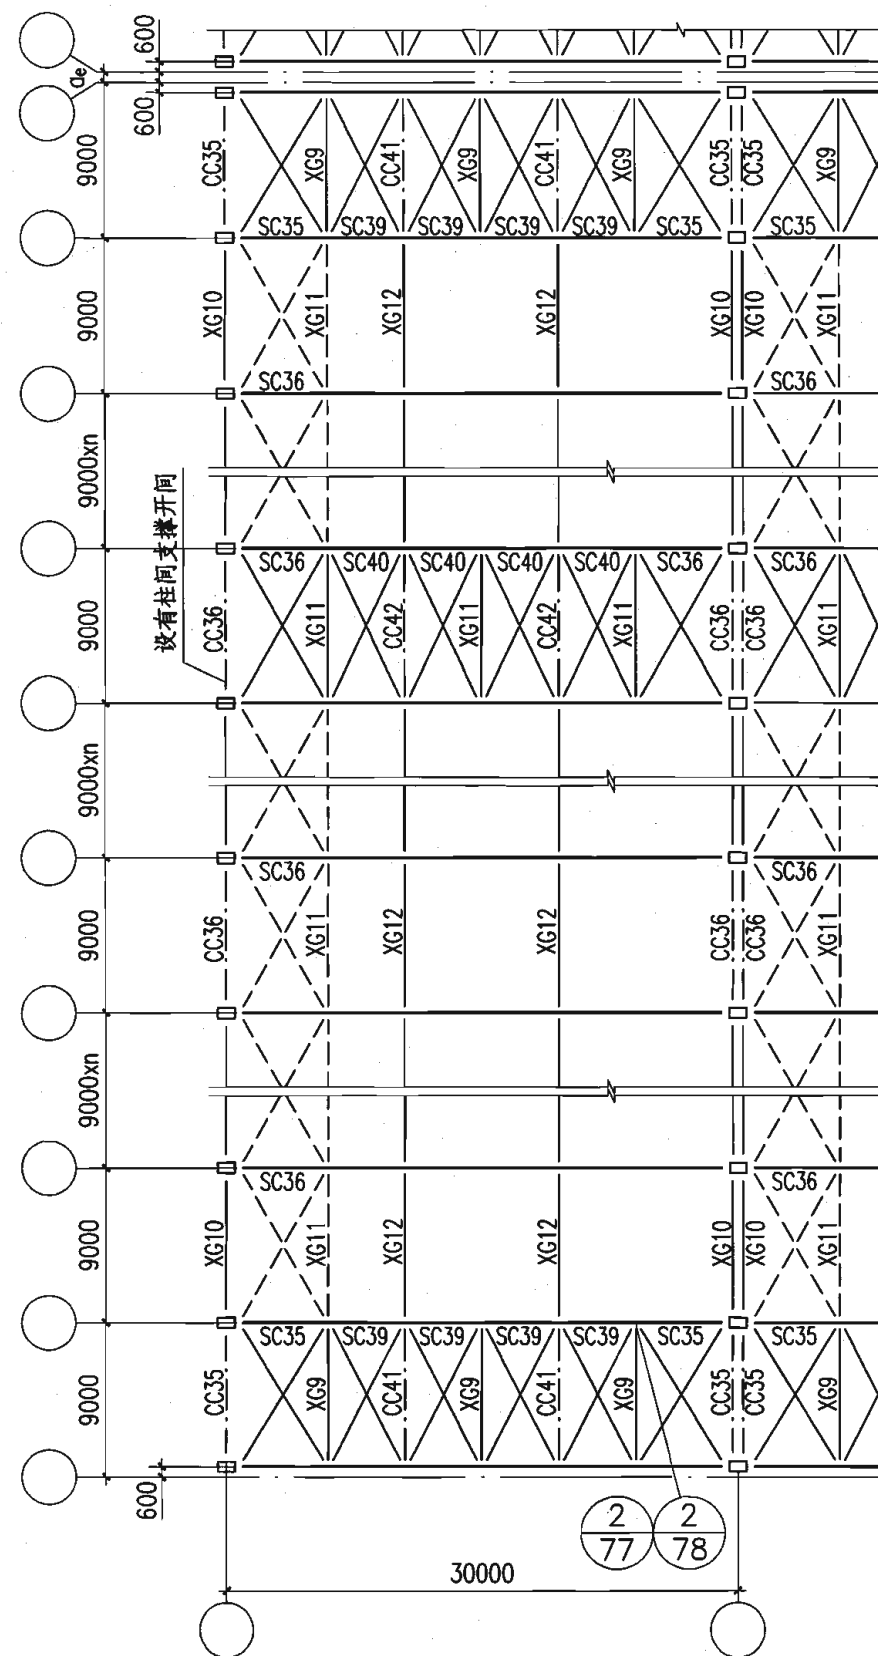 600
ae
600
9000
CC35
XG9
CC41
XG9
CC41
XG9
CC35
CC35
XG9
SC35
SC39
SC39
SC39
SC39
SC35
SC35
9000
XG10
XG11
XG12
XG12
XG10
XG10
XG11
SC36
SC36
9000xn
设有柱间支撑开间
SC36
SC40
SC40
SC40
SC40
SC36
SC36
9000
CC36
XG11
CC42
XG11
CC42
XG11
CC36
CC36
XG11
9000xn
SC36
SC36
9000
CC36
XG11
XG12
XG12
CC36
CC36
XG11
9000xn
SC36
SC36
9000
XG10
XG11
XG12
XG12
XG10
XG10
XG11
SC35
SC39
SC39
SC39
SC39
SC35
SC35
9000
CC35
XG9
CC41
XG9
CC41
XG9
CC35
CC35
XG9
600
2
77
2
78
30000